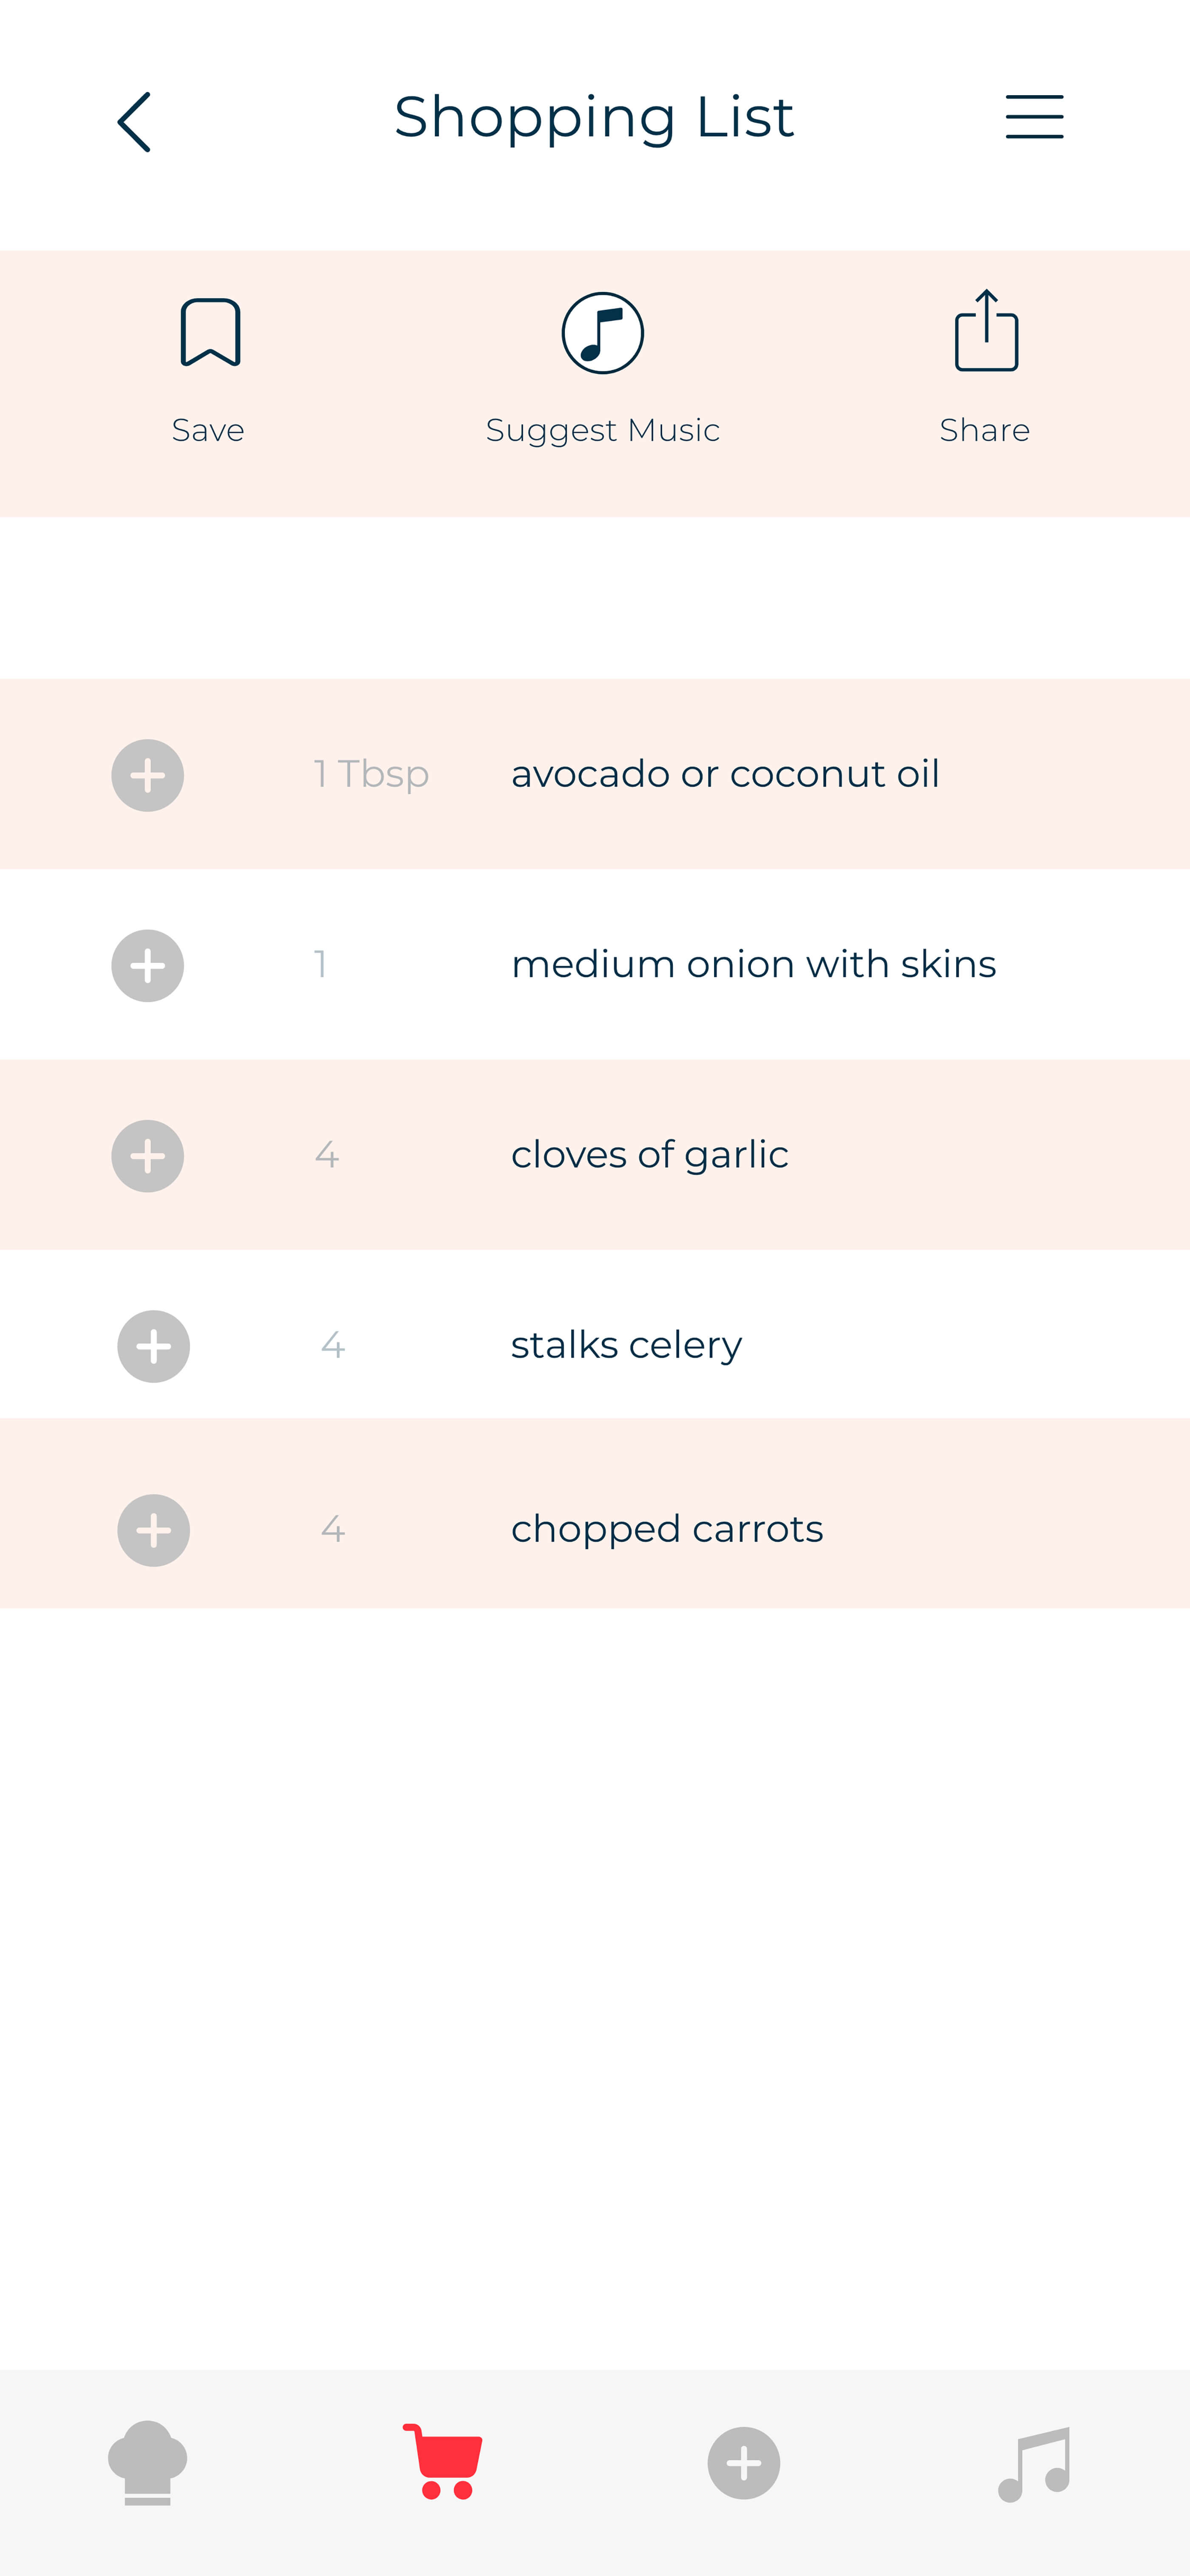 Shopping List
Save
Suggest Music
Share
1 Tbsp avocado or coconut oil
1 medium onion with skins
4 cloves of garlic
4 stalks celery
4 chopped carrots